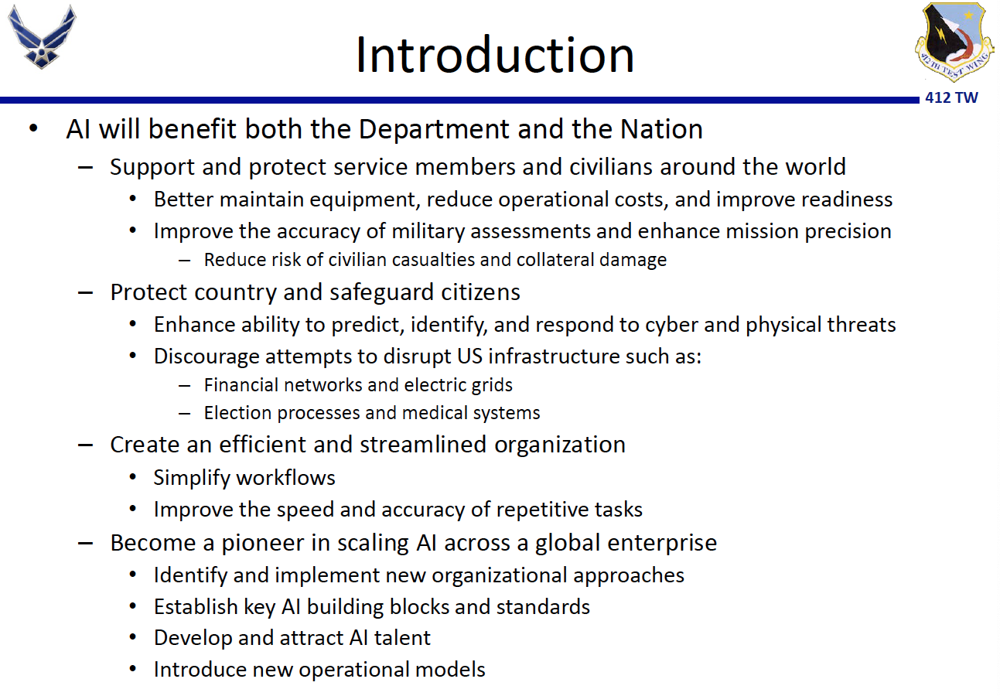 Introduction
412TH TEST WING
412 TW
• AI will benefit both the Department and the Nation
– Support and protect service members and civilians around the world
• Better maintain equipment, reduce operational costs, and improve readiness
• Improve the accuracy of military assessments and enhance mission precision
– Reduce risk of civilian casualties and collateral damage
– Protect country and safeguard citizens
• Enhance ability to predict, identify, and respond to cyber and physical threats
• Discourage attempts to disrupt US infrastructure such as:
– Financial networks and electric grids
– Election processes and medical systems
– Create an efficient and streamlined organization
• Simplify workflows
• Improve the speed and accuracy of repetitive tasks
– Become a pioneer in scaling AI across a global enterprise
• Identify and implement new organizational approaches
• Establish key AI building blocks and standards
• Develop and attract AI talent
• Introduce new operational models